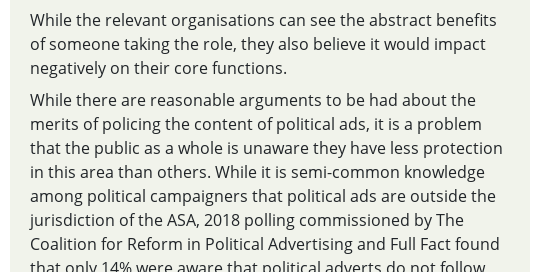 While the relevant organisations can see the abstract benefits
of someone taking the role, they also believe it would impact
negatively on their core functions.
While there are reasonable arguments to be had about the
merits of policing the content of political ads, it is a problem
that the public as a whole is unaware they have less protection
in this area than others. While it is semi-common knowledge
among political campaigners that political ads are outside the
jurisdiction of the ASA, 2018 polling commissioned by The
Coalition for Reform in Political Advertising and Full Fact found
that only 14% were aware that political adverts do not follow